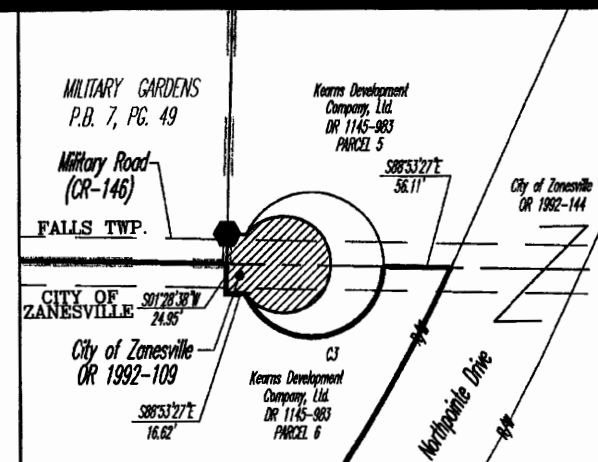 MILITARY GARDENS
P.B. 7, PG. 49
Military Road
(CR-146)
FALLS TWP.
CITY OF
ZANESVILLE
S01°28'38"W
24.95'
City of Zanesville
OR 1992-109
S88°53'27"E
16.62'
Kearns Development
Company, Ltd.
DR 1145-983
PARCEL 5
S88°53'27"E
56.11'
City of Zanesville
OR 1992-144
C3
Kearns Development
Company, Ltd.
DR 1145-983
PARCEL 6
R/W
Northpointe Drive
R/W